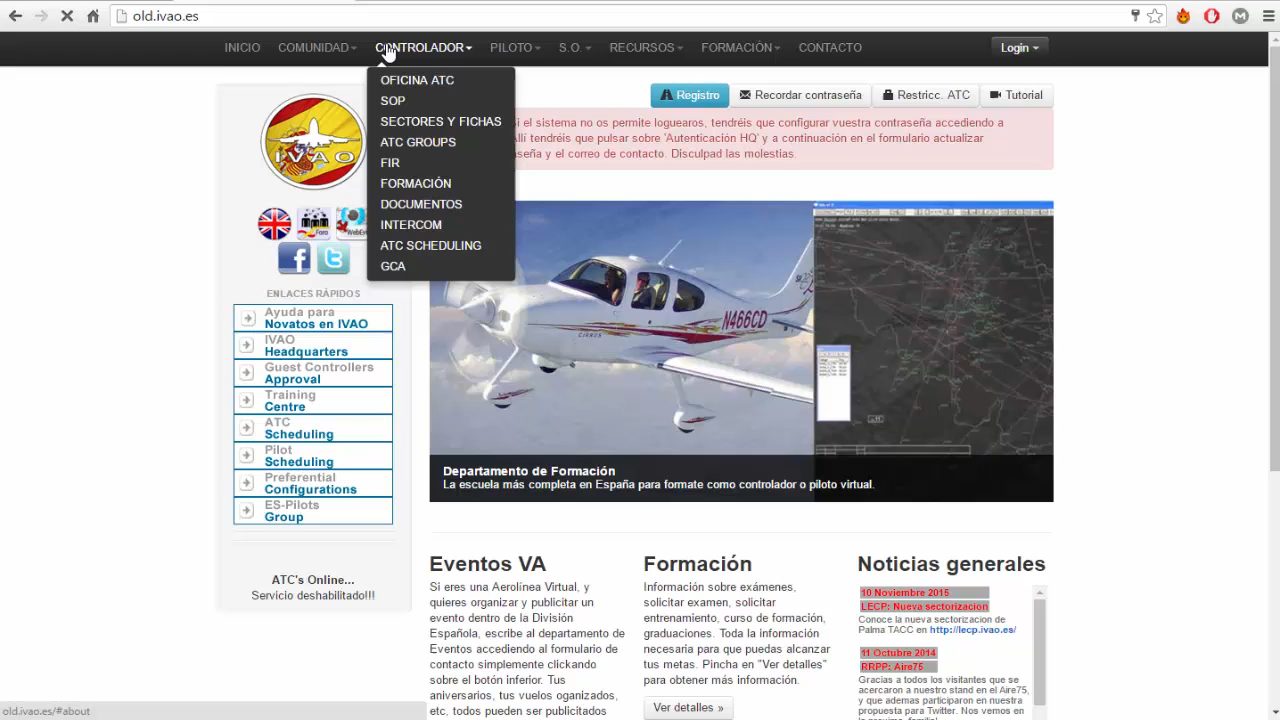 old.ivao.es
INICIO COMUNIDAD CONTROLADOR PILOTO S.O. RECURSOS FORMACIÓN CONTACTO Login
OFICINA ATC
SOP
SECTORES Y FICHAS
ATC GROUPS
FIR
FORMACIÓN
DOCUMENTOS
INTERCOM
ATC SCHEDULING
GCA
Registro Recordar contraseña Restricc. ATC Tutorial
si el sistema no os permite loguearos, tendréis que configurar vuestra contraseña accediendo a
Allí tendréis que pulsar sobre 'Autenticación HQ' y a continuación en el formulario actualizar
y el correo de contacto. Disculpad las molestias.
IVAO
Foro
ENLACES RÁPIDOS
Ayuda para
Novatos en IVAO
IVAO
Headquarters
Guest Controllers
Approval
Training
Centre
ATC
Scheduling
Pilot
Scheduling
Preferential
Configurations
ES-Pilots
Group
ATC's Online...
Servicio deshabilitado!!!
N466CD
CIRRUS
Departamento de Formación
La escuela más completa en España para formate como controlador o piloto virtual.
Eventos VA
Si eres una Aerolínea Virtual, y
quieres organizar y publicitar un
evento dentro de la División
Española, escribe al departamento de
Eventos accediendo al formulario de
contacto simplemente clickando
sobre el botón inferior. Tus
aniversarios, tus vuelos oganizados,
etc, todos pueden ser publicitados
Formación
Información sobre exámenes,
solicitar examen, solicitar
entrenamiento, curso de formación,
graduaciones. Toda la información
necesaria para que puedas alcanzar
tus metas. Pincha en "Ver detalles"
para obtener más información.
Ver detalles »
Noticias generales
10 Noviembre 2015
LECP: Nueva sectorizacion
Conoce la nueva sectorizacion de
Palma TACC en http://lecp.ivao.es/
11 Octubre 2014
RRPP: Aire75
Gracias a todos los visitantes que se
acercaron a nuestro stand en el Aire75,
y que ademas participaron en nuestra
propuesta para Twitter. Nos vemos en
old.ivao.es/#about